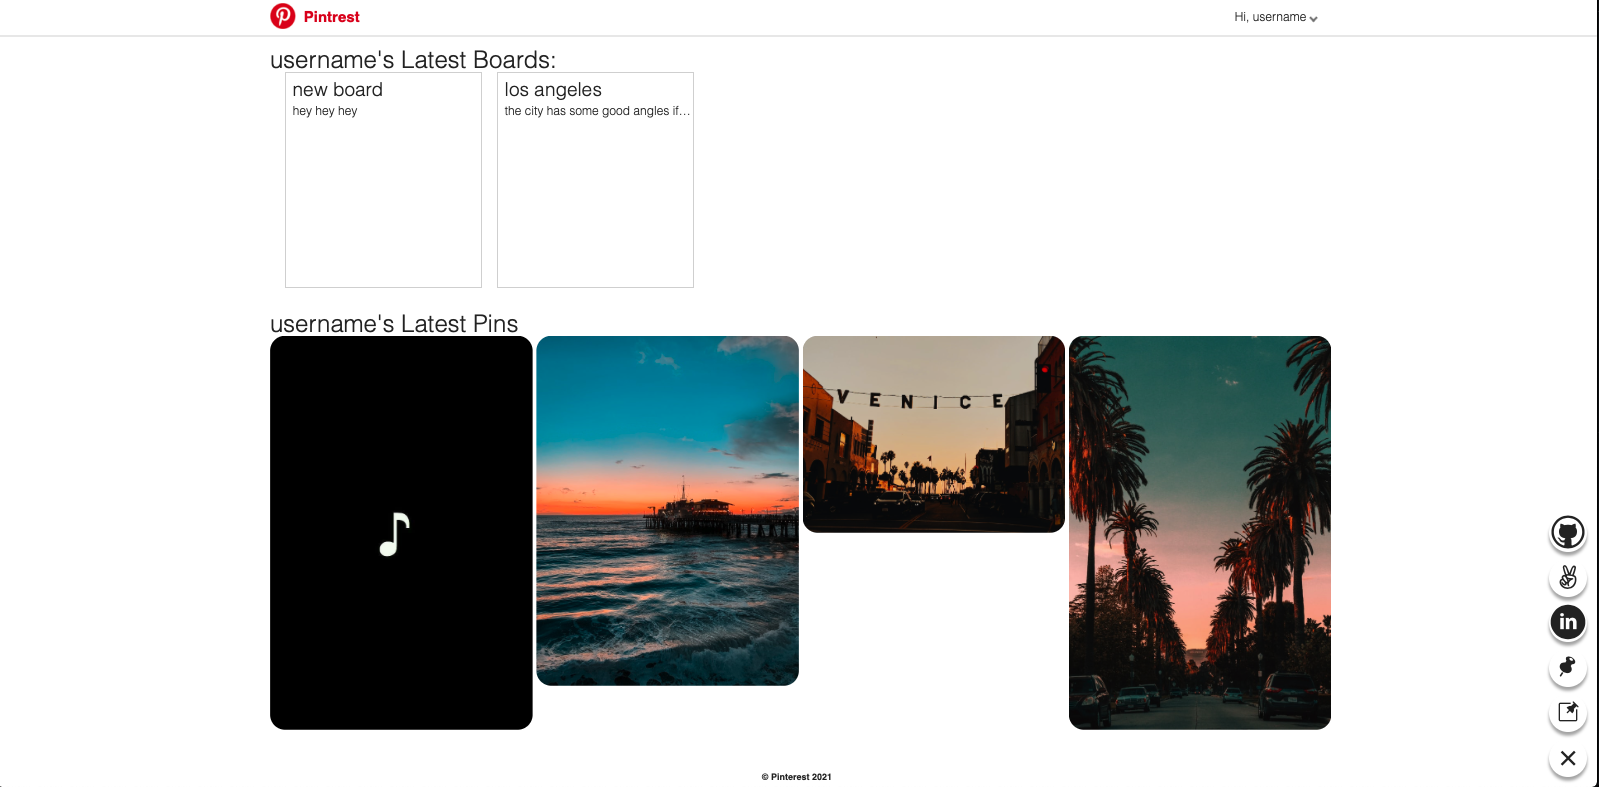 Pintrest
Hi, username
username's Latest Boards:
new board
hey hey hey
los angeles
the city has some good angles if...
username's Latest Pins
VENICE
in
© Pinterest 2021